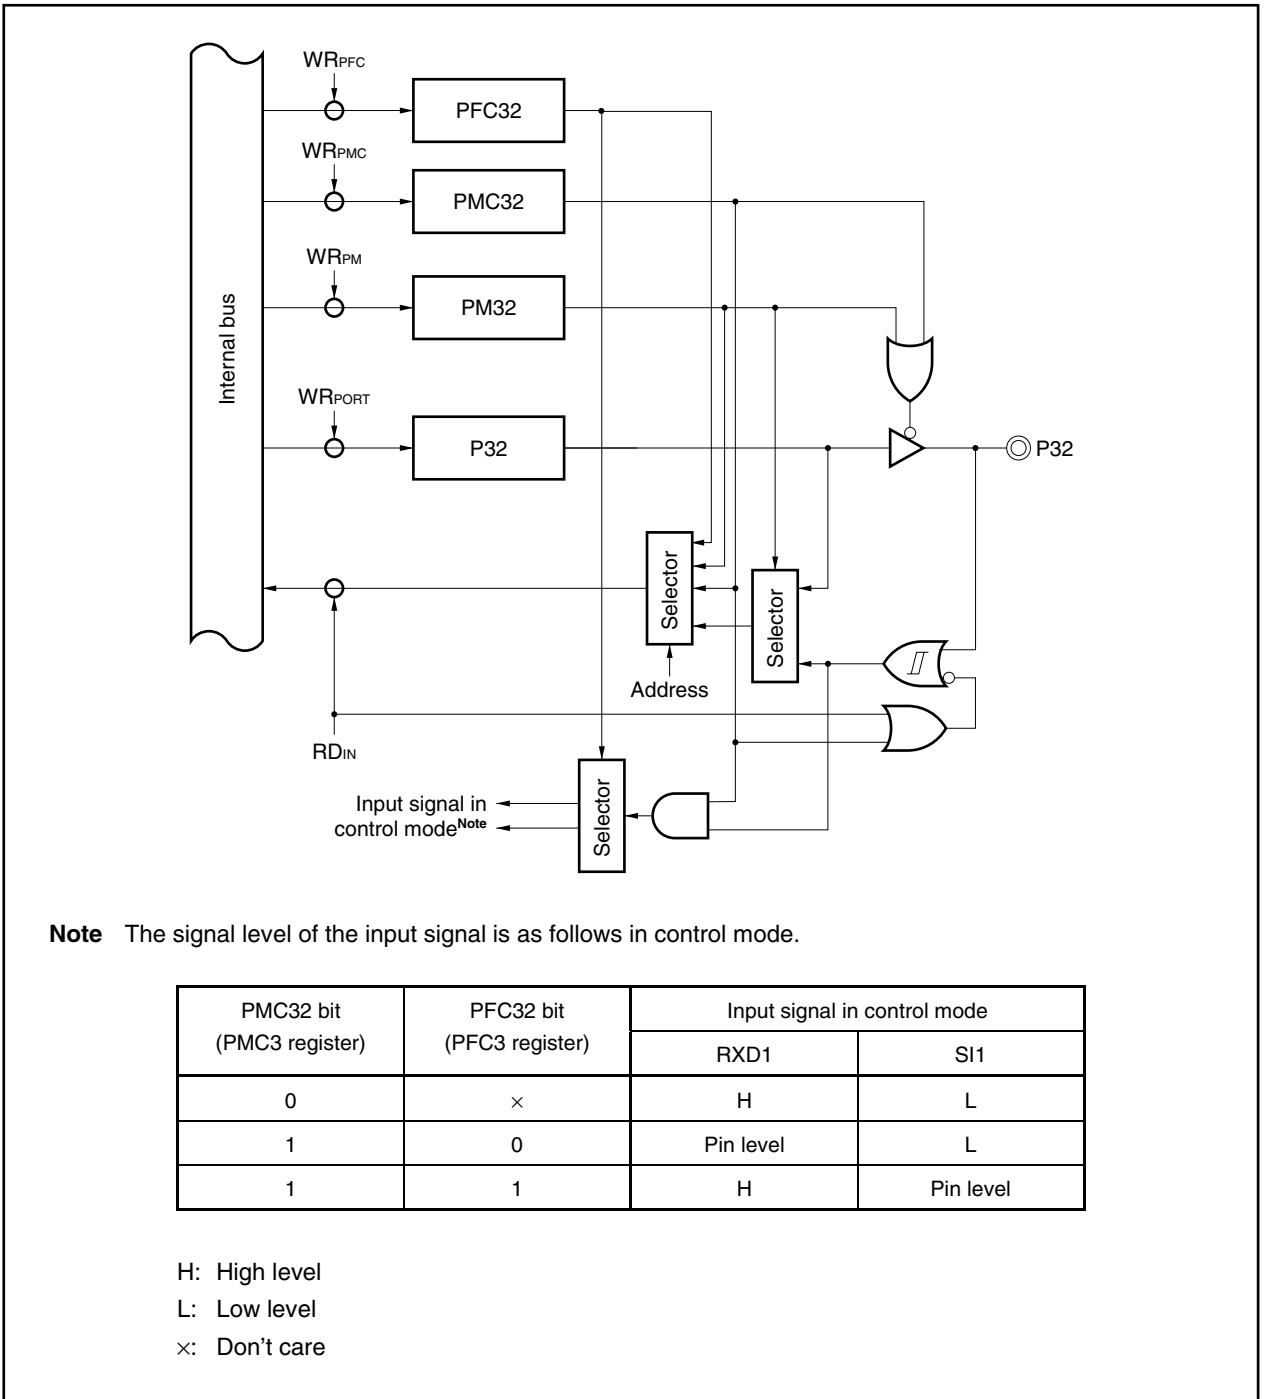 WRPFC
PFC32
WRPMC
PMC32
WRPM
PM32
Internal bus
WRPORT
P32
P32
Selector
Selector
Address
RDIN
Input signal in
control modeNote
Selector
Note The signal level of the input signal is as follows in control mode.
PMC32 bit
(PMC3 register)
PFC32 bit
(PFC3 register)
Input signal in control mode
RXD1 SI1
0 × H L
1 0 Pin level L
1 1 H Pin level
H: High level
L: Low level
×: Don't care